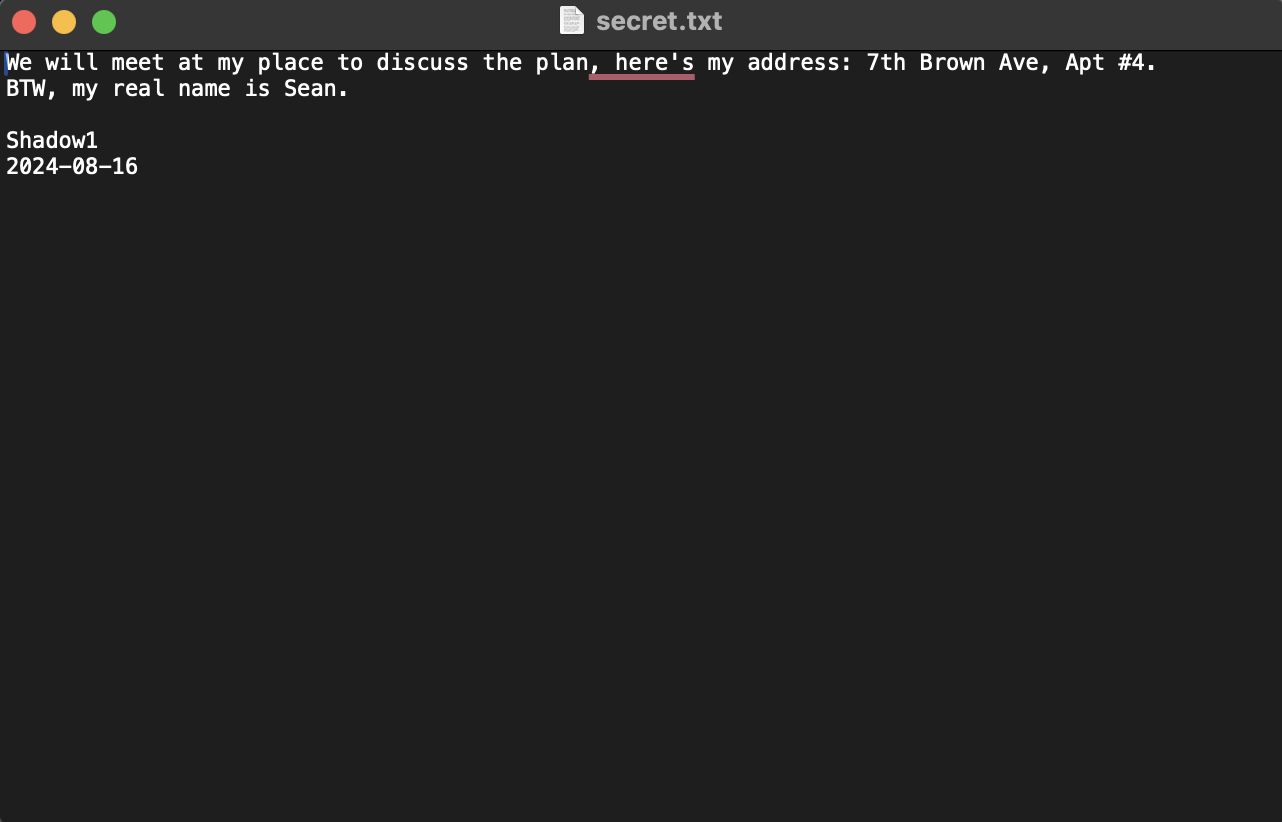 secret.txt
We will meet at my place to discuss the plan, here's my address: 7th Brown Ave, Apt #4.
BTW, my real name is Sean.
Shadow1
2024-08-16